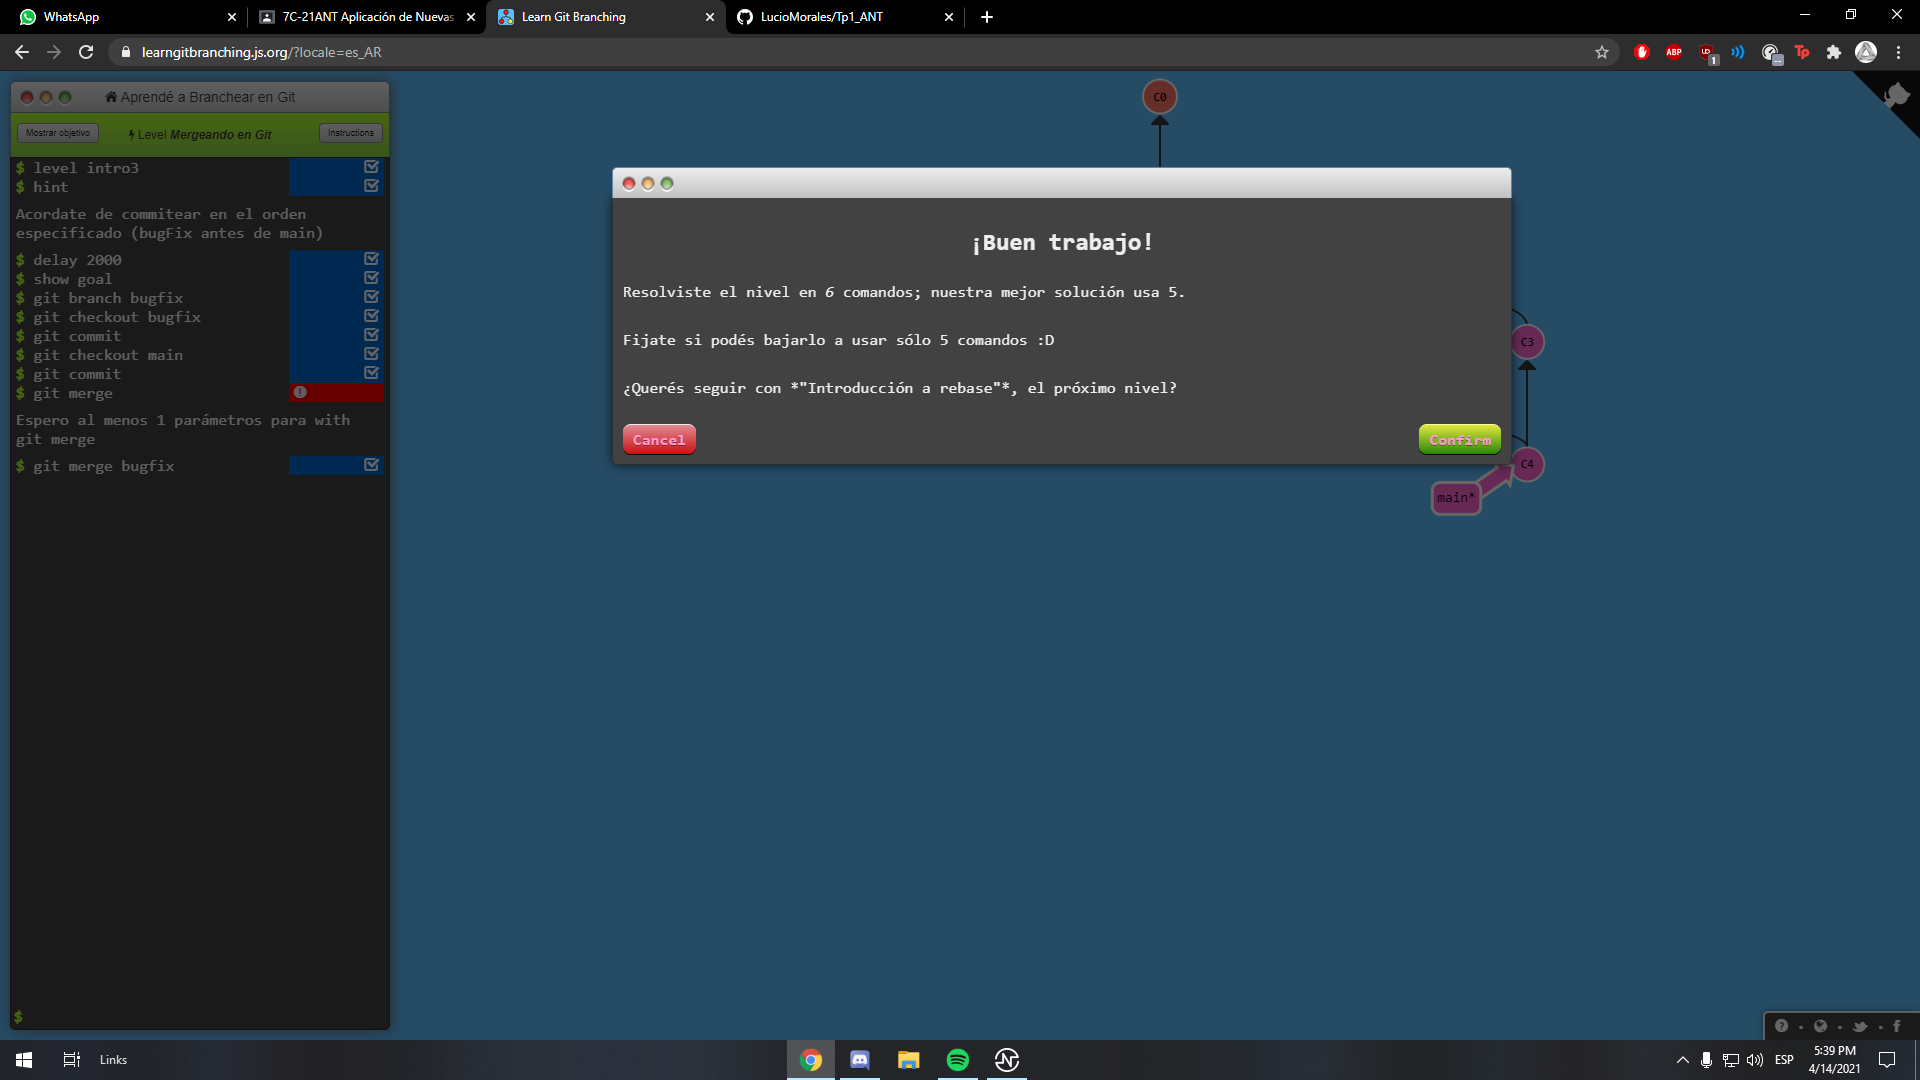 WhatsApp
7C-21ANT Aplicación de Nuevas
Learn Git Branching
LucioMorales/Tp1_ANT
learngitbranching.js.org/?locale=es_AR
ABP
1
Tp
Aprendé a Branchear en Git
Mostrar objetivo
Level Mergeando en Git
Instructions
$ level intro3
$ hint
Acordate de commitear en el orden
especificado (bugFix antes de main)
$ delay 2000
$ show goal
$ git branch bugfix
$ git checkout bugfix
$ git commit
$ git checkout main
$ git commit
$ git merge
Espero al menos 1 parámetros para with
git merge
$ git merge bugfix
$
C0
¡Buen trabajo!
Resolviste el nivel en 6 comandos; nuestra mejor solución usa 5.
Fijate si podés bajarlo a usar sólo 5 comandos :D
¿Querés seguir con *"Introducción a rebase"*, el próximo nivel?
Cancel
Confirm
C3
C4
main*
Links
ESP
5:39 PM
4/14/2021